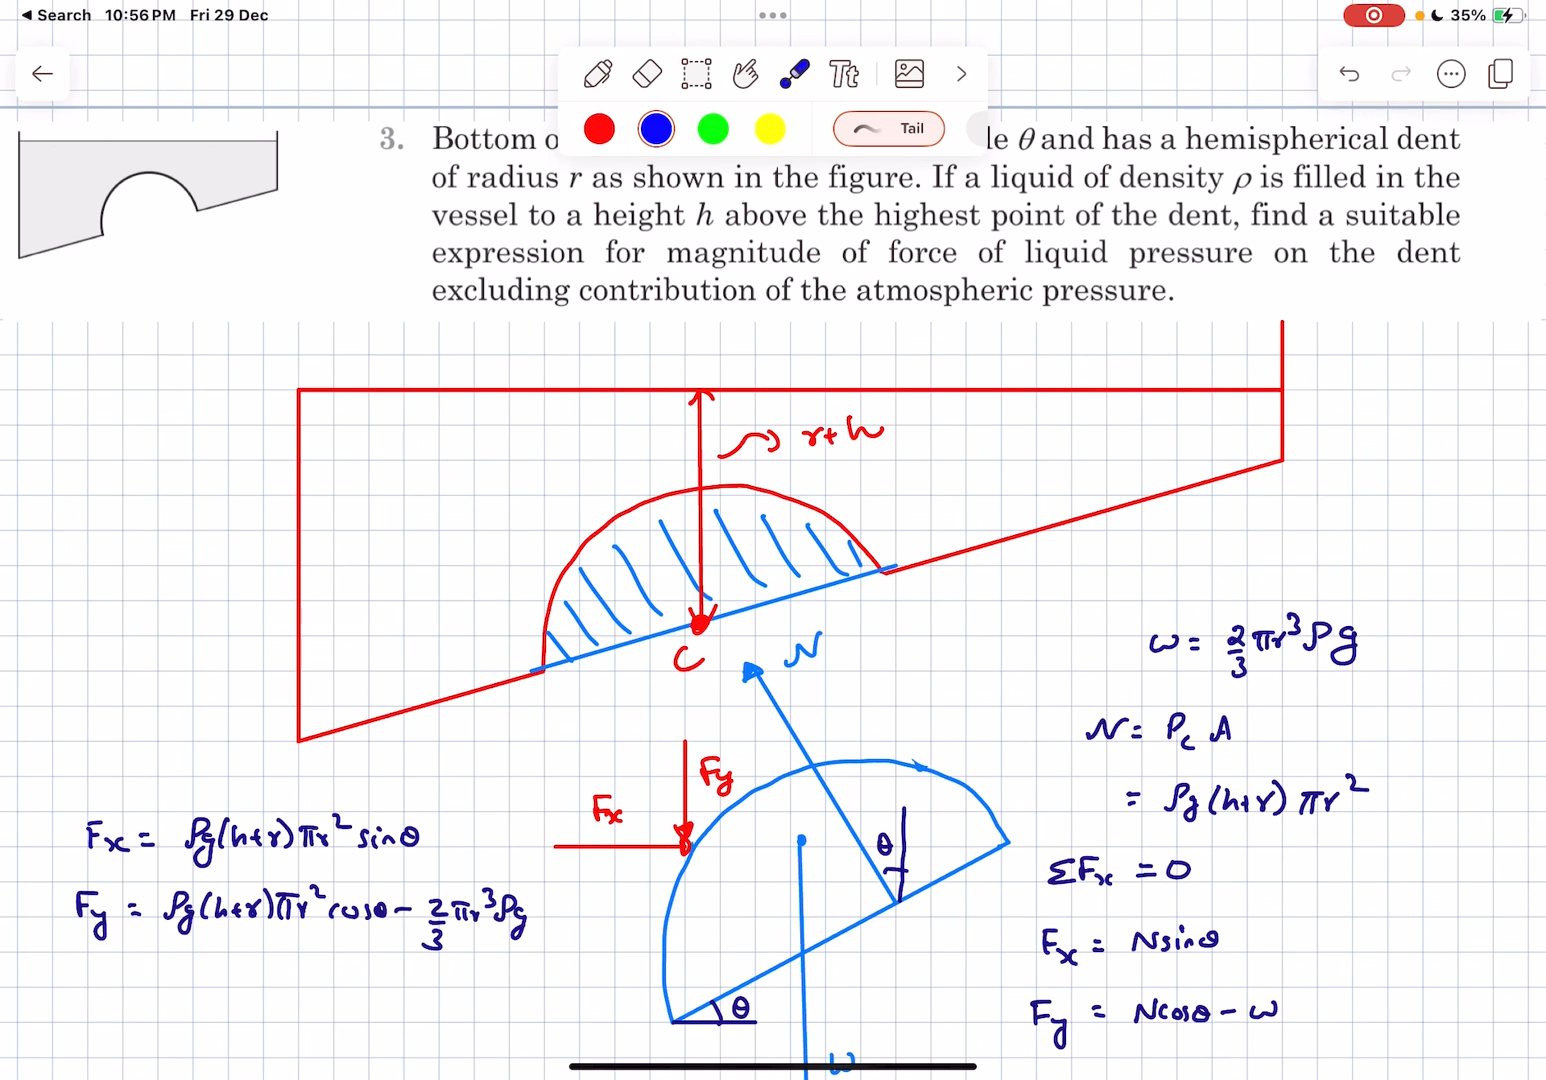 Search 10:56 PM Fri 29 Dec
35%
Tt
Tail
3. Bottom o le θ and has a hemispherical dent
of radius r as shown in the figure. If a liquid of density ρ is filled in the
vessel to a height h above the highest point of the dent, find a suitable
expression for magnitude of force of liquid pressure on the dent
excluding contribution of the atmospheric pressure.
r+h
C
N
ω = 2/3 πr³ρg
N = P_c A
= ρg(h+r) πr²
Fy
Fx
θ
Fx = ρg(h+r)πr² sinθ
Fy = ρg(h+r)πr² cosθ - 2/3 πr³ρg
ΣFx = 0
Fx = Nsinθ
Fy = Ncosθ - ω
θ
ω